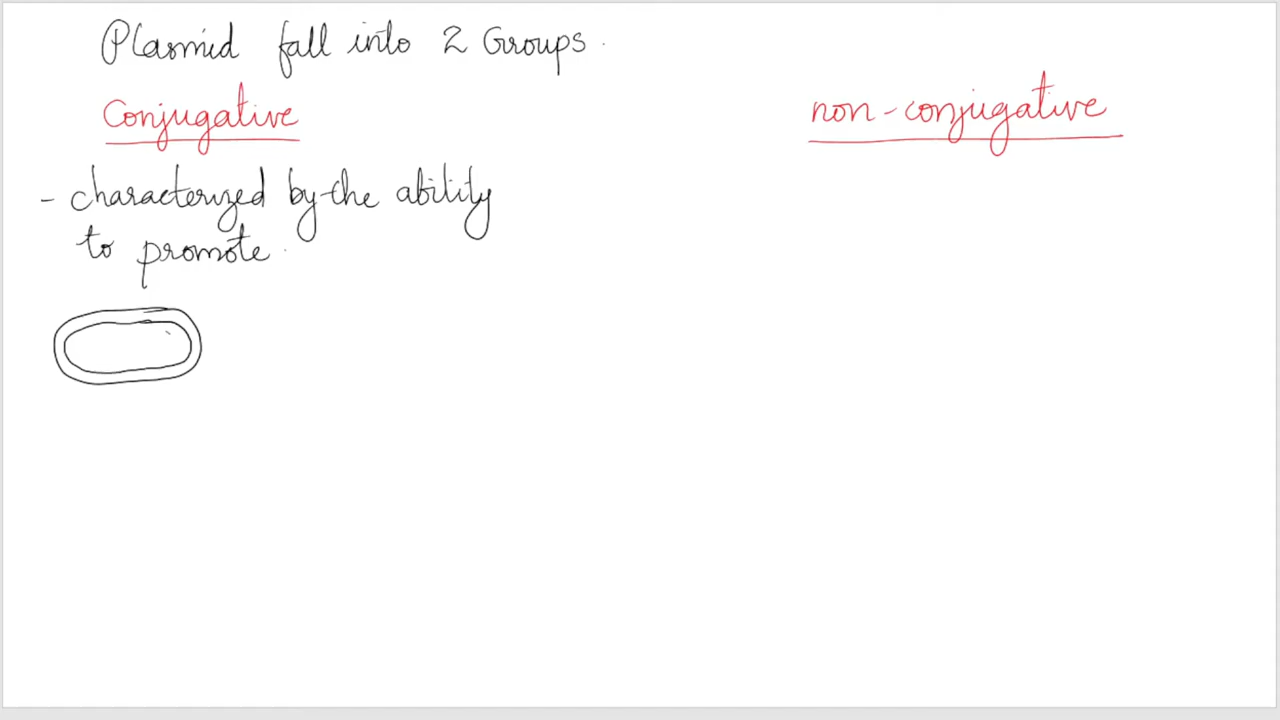 Plasmid fall into 2 Groups.
Conjugative
non-conjugative
- characterized by the ability
to promote.